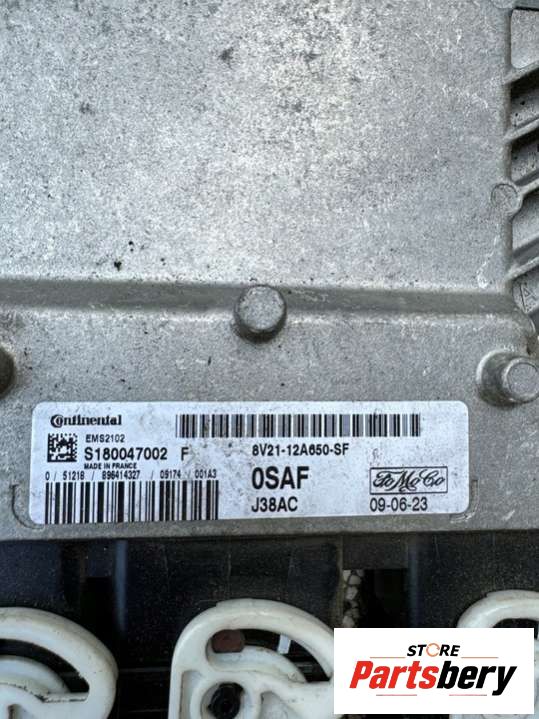 Continental
EMS2102
S180047002 F
MADE IN FRANCE
0 / 51218 / 896414327 / 09174 / 001A3
8V21-12A650-SF
0SAF
J38AC
FoMoCo
09-06-23
STORE
Partsbery